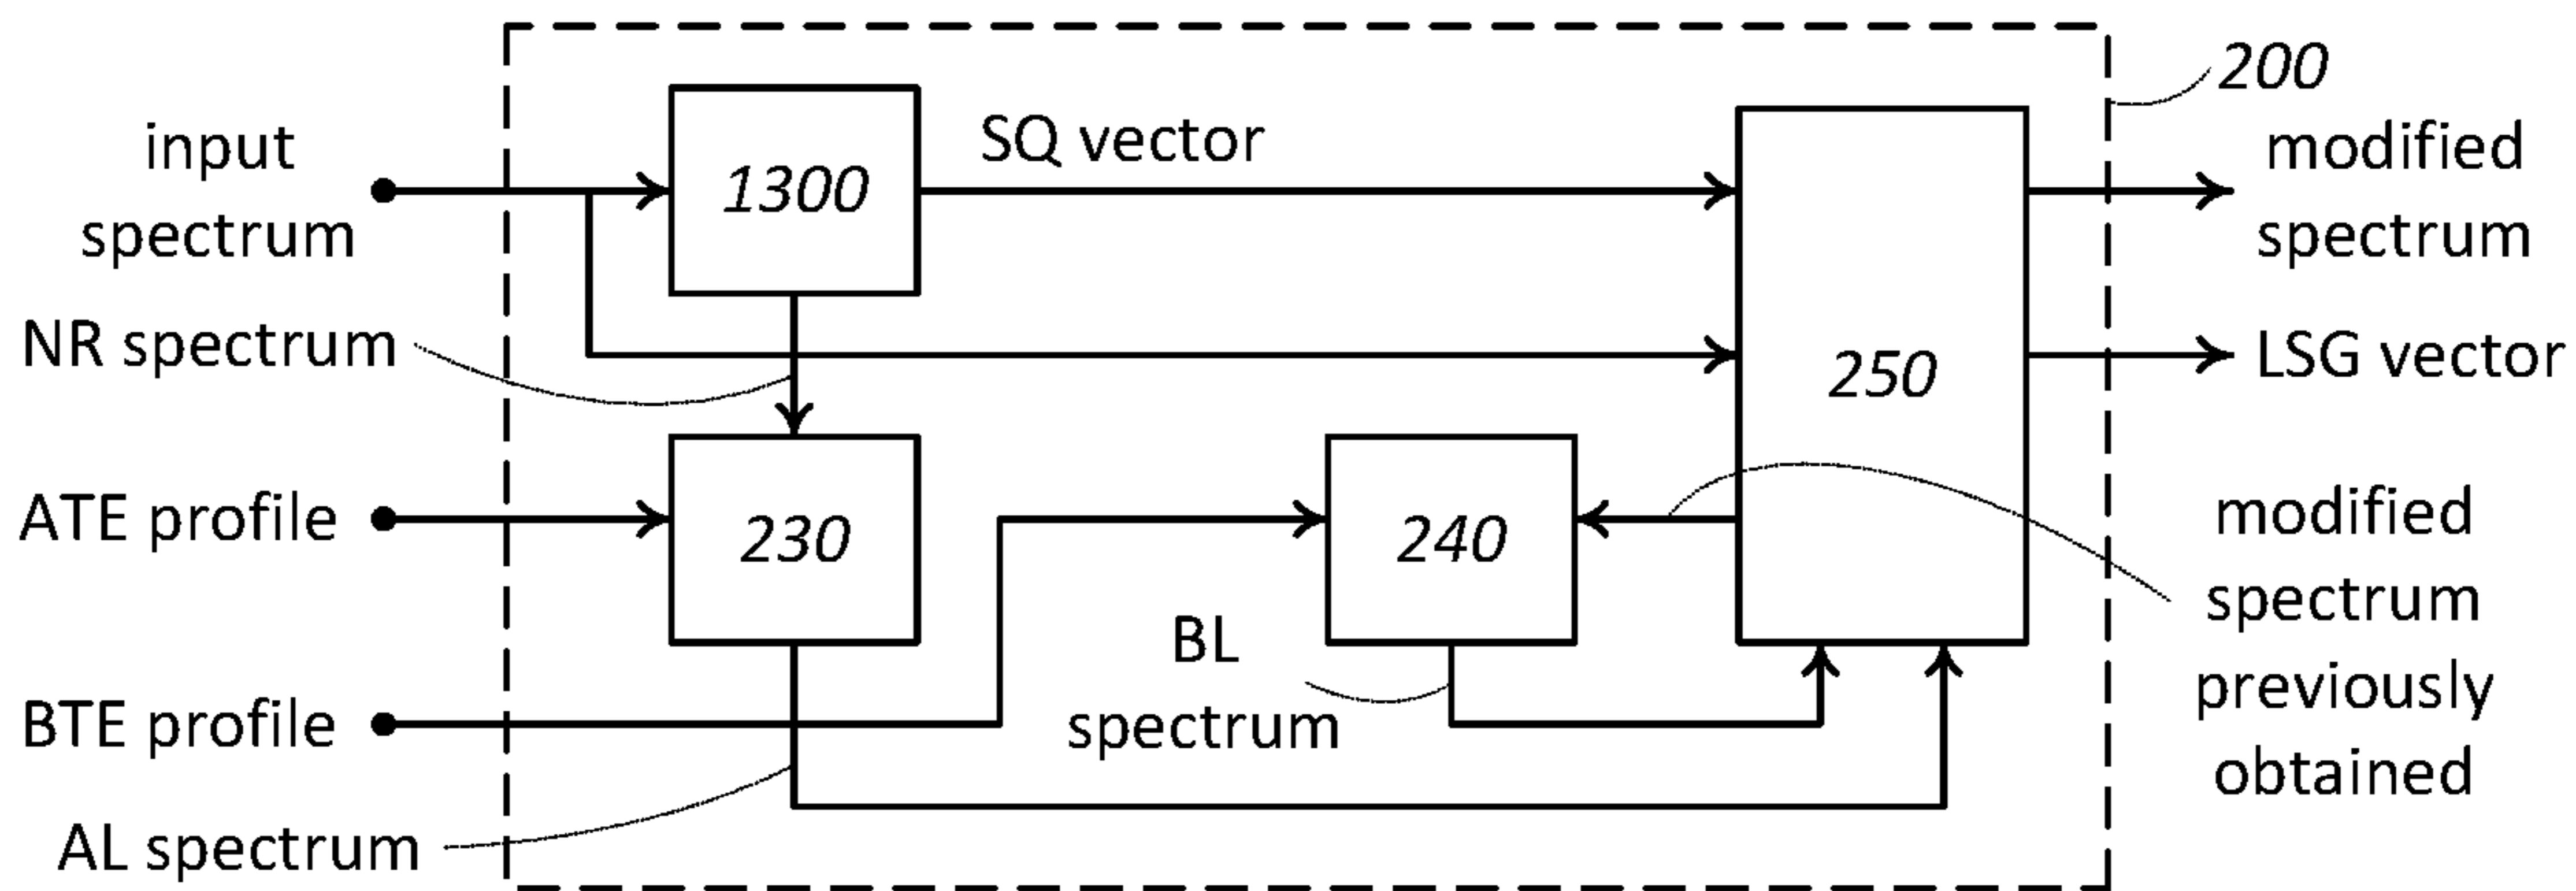 200
input
spectrum
1300
SQ vector
modified
spectrum
NR spectrum
250
LSG vector
ATE profile
230
240
modified
spectrum
previously
obtained
BL
spectrum
BTE profile
AL spectrum